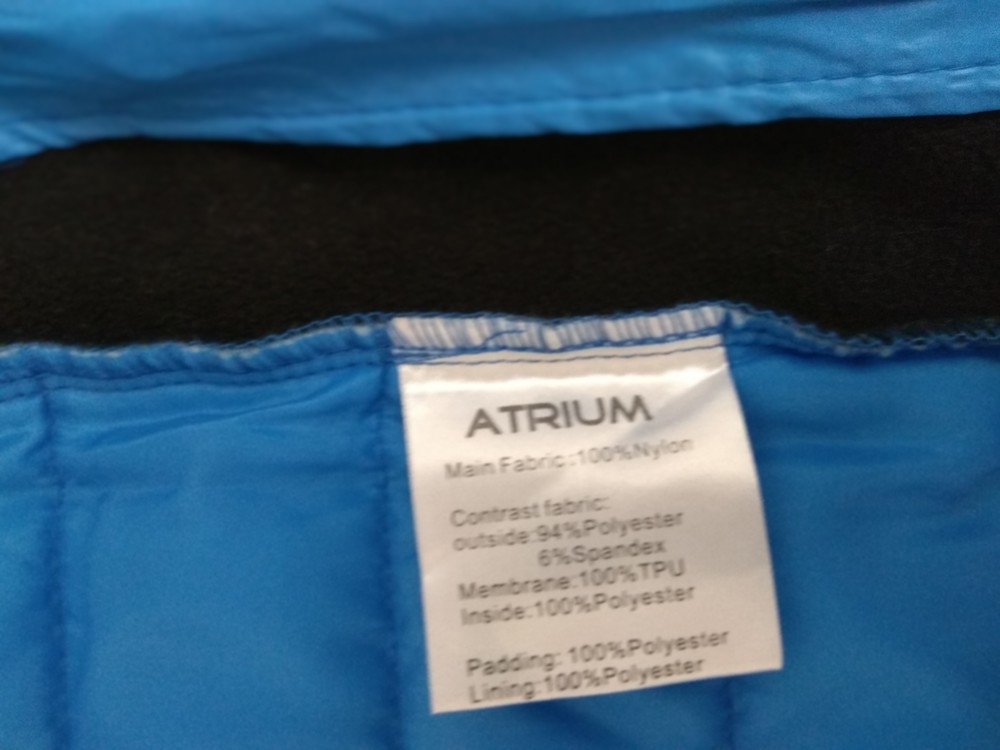 ATRIUM
Main Fabric:100%Nylon
Contrast fabric:
outside:94%Polyester
6%Spandex
Membrane:100%TPU
Inside:100%Polyester
Padding: 100%Polyester
Lining:100%Polyester